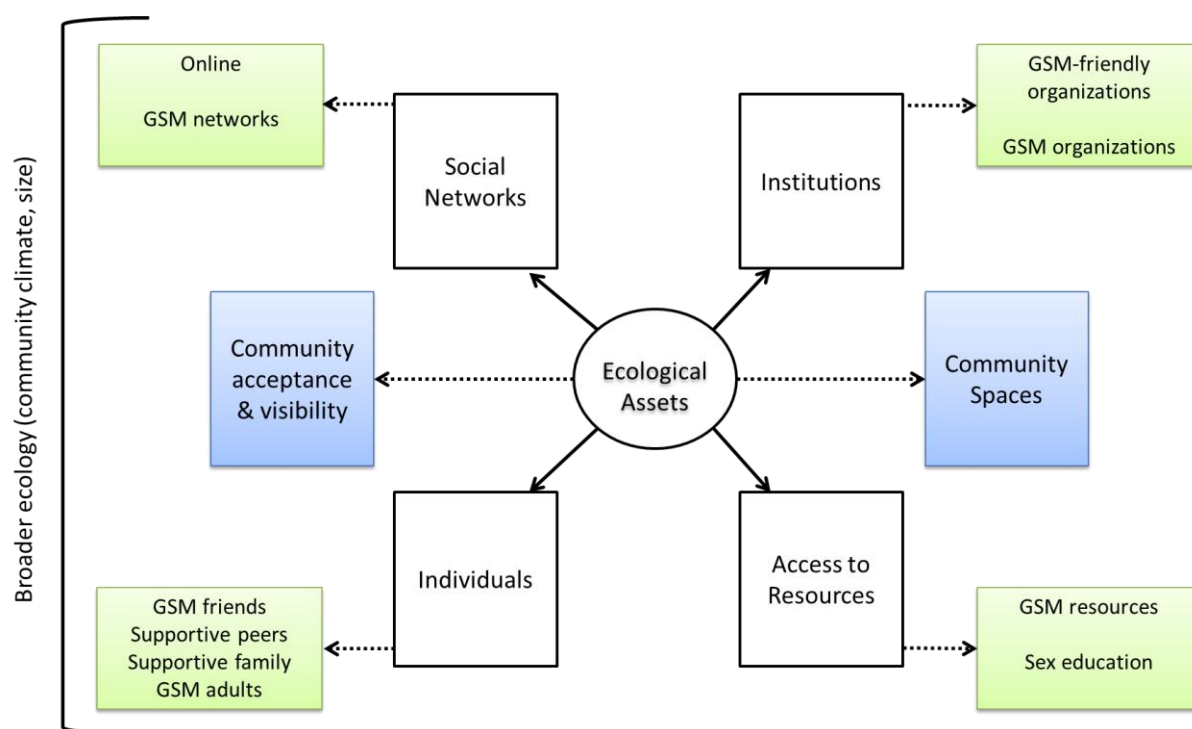 Broader ecology (community climate, size)
Online
GSM networks
Social
Networks
Institutions
GSM-friendly
organizations
GSM organizations
Community
acceptance
& visibility
Ecological
Assets
Community
Spaces
Individuals
Access to
Resources
GSM friends
Supportive peers
Supportive family
GSM adults
GSM resources
Sex education